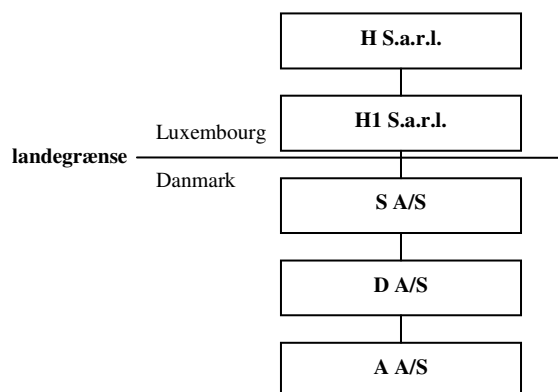 H S.a.r.l.
H1 S.a.r.l.
Luxembourg
landegrænse
Danmark
S A/S
D A/S
A A/S